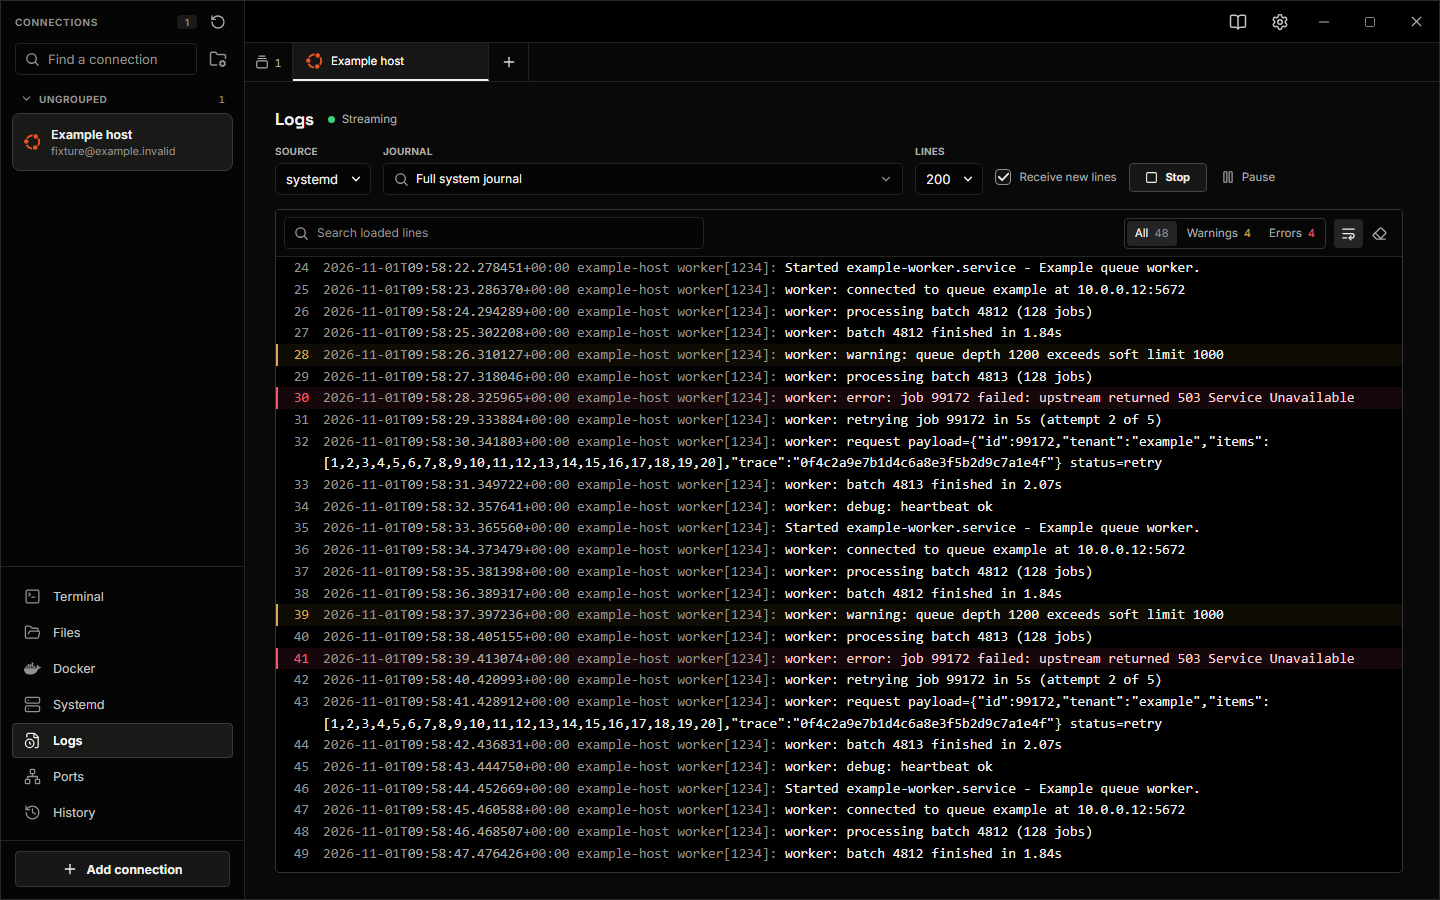 CONNECTIONS 1
Find a connection
UNGROUPED 1
Example host
fixture@example.invalid
Terminal
Files
Docker
Systemd
Logs
Ports
History
Add connection
1 Example host
Logs Streaming
SOURCE JOURNAL LINES
systemd Full system journal 200 Receive new lines Stop Pause
Search loaded lines All 48 Warnings 4 Errors 4
24 2026-11-01T09:58:22.278451+00:00 example-host worker[1234]: Started example-worker.service - Example queue worker.
25 2026-11-01T09:58:23.286370+00:00 example-host worker[1234]: worker: connected to queue example at 10.0.0.12:5672
26 2026-11-01T09:58:24.294289+00:00 example-host worker[1234]: worker: processing batch 4812 (128 jobs)
27 2026-11-01T09:58:25.302208+00:00 example-host worker[1234]: worker: batch 4812 finished in 1.84s
28 2026-11-01T09:58:26.310127+00:00 example-host worker[1234]: worker: warning: queue depth 1200 exceeds soft limit 1000
29 2026-11-01T09:58:27.318046+00:00 example-host worker[1234]: worker: processing batch 4813 (128 jobs)
30 2026-11-01T09:58:28.325965+00:00 example-host worker[1234]: worker: error: job 99172 failed: upstream returned 503 Service Unavailable
31 2026-11-01T09:58:29.333884+00:00 example-host worker[1234]: worker: retrying job 99172 in 5s (attempt 2 of 5)
32 2026-11-01T09:58:30.341803+00:00 example-host worker[1234]: worker: request payload={"id":99172,"tenant":"example","items":
[1,2,3,4,5,6,7,8,9,10,11,12,13,14,15,16,17,18,19,20],"trace":"0f4c2a9e7b1d4c6a8e3f5b2d9c7a1e4f"} status=retry
33 2026-11-01T09:58:31.349722+00:00 example-host worker[1234]: worker: batch 4813 finished in 2.07s
34 2026-11-01T09:58:32.357641+00:00 example-host worker[1234]: worker: debug: heartbeat ok
35 2026-11-01T09:58:33.365560+00:00 example-host worker[1234]: Started example-worker.service - Example queue worker.
36 2026-11-01T09:58:34.373479+00:00 example-host worker[1234]: worker: connected to queue example at 10.0.0.12:5672
37 2026-11-01T09:58:35.381398+00:00 example-host worker[1234]: worker: processing batch 4812 (128 jobs)
38 2026-11-01T09:58:36.389317+00:00 example-host worker[1234]: worker: batch 4812 finished in 1.84s
39 2026-11-01T09:58:37.397236+00:00 example-host worker[1234]: worker: warning: queue depth 1200 exceeds soft limit 1000
40 2026-11-01T09:58:38.405155+00:00 example-host worker[1234]: worker: processing batch 4813 (128 jobs)
41 2026-11-01T09:58:39.413074+00:00 example-host worker[1234]: worker: error: job 99172 failed: upstream returned 503 Service Unavailable
42 2026-11-01T09:58:40.420993+00:00 example-host worker[1234]: worker: retrying job 99172 in 5s (attempt 2 of 5)
43 2026-11-01T09:58:41.428912+00:00 example-host worker[1234]: worker: request payload={"id":99172,"tenant":"example","items":
[1,2,3,4,5,6,7,8,9,10,11,12,13,14,15,16,17,18,19,20],"trace":"0f4c2a9e7b1d4c6a8e3f5b2d9c7a1e4f"} status=retry
44 2026-11-01T09:58:42.436831+00:00 example-host worker[1234]: worker: batch 4813 finished in 2.07s
45 2026-11-01T09:58:43.444750+00:00 example-host worker[1234]: worker: debug: heartbeat ok
46 2026-11-01T09:58:44.452669+00:00 example-host worker[1234]: Started example-worker.service - Example queue worker.
47 2026-11-01T09:58:45.460588+00:00 example-host worker[1234]: worker: connected to queue example at 10.0.0.12:5672
48 2026-11-01T09:58:46.468507+00:00 example-host worker[1234]: worker: processing batch 4812 (128 jobs)
49 2026-11-01T09:58:47.476426+00:00 example-host worker[1234]: worker: batch 4812 finished in 1.84s